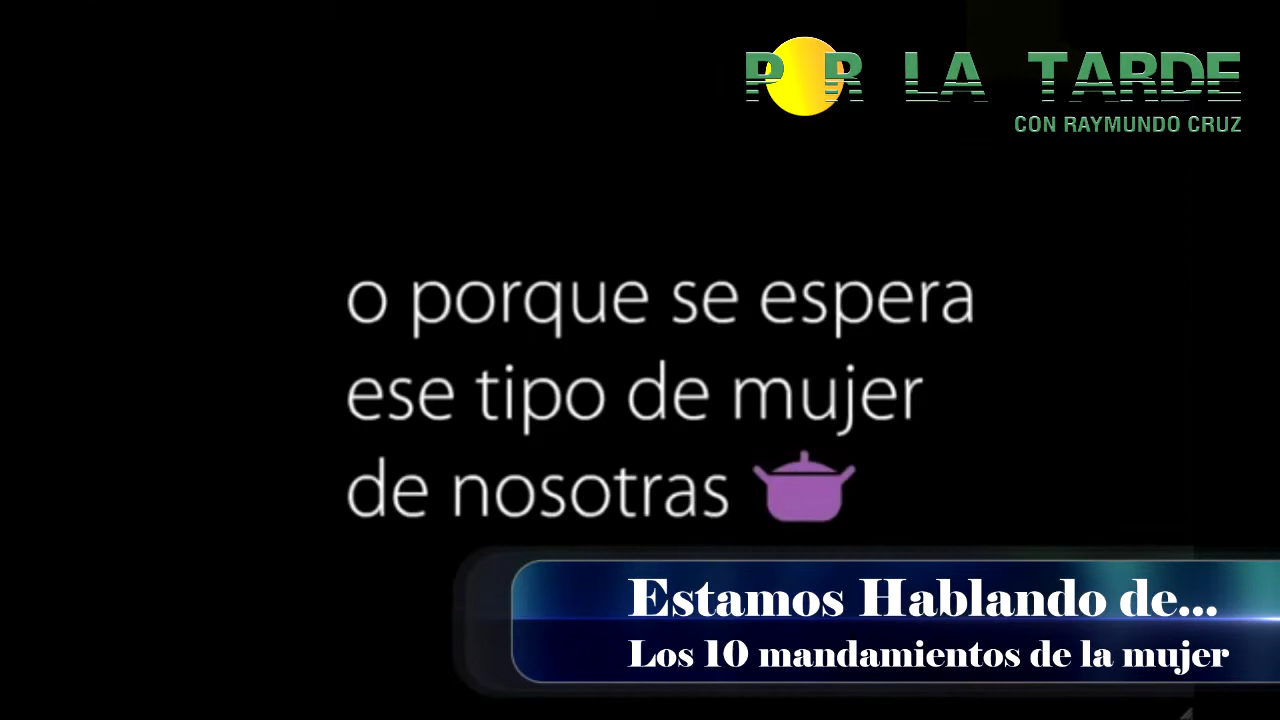 POR LA TARDE
CON RAYMUNDO CRUZ
o porque se espera
ese tipo de mujer
de nosotras
Estamos Hablando de...
Los 10 mandamientos de la mujer